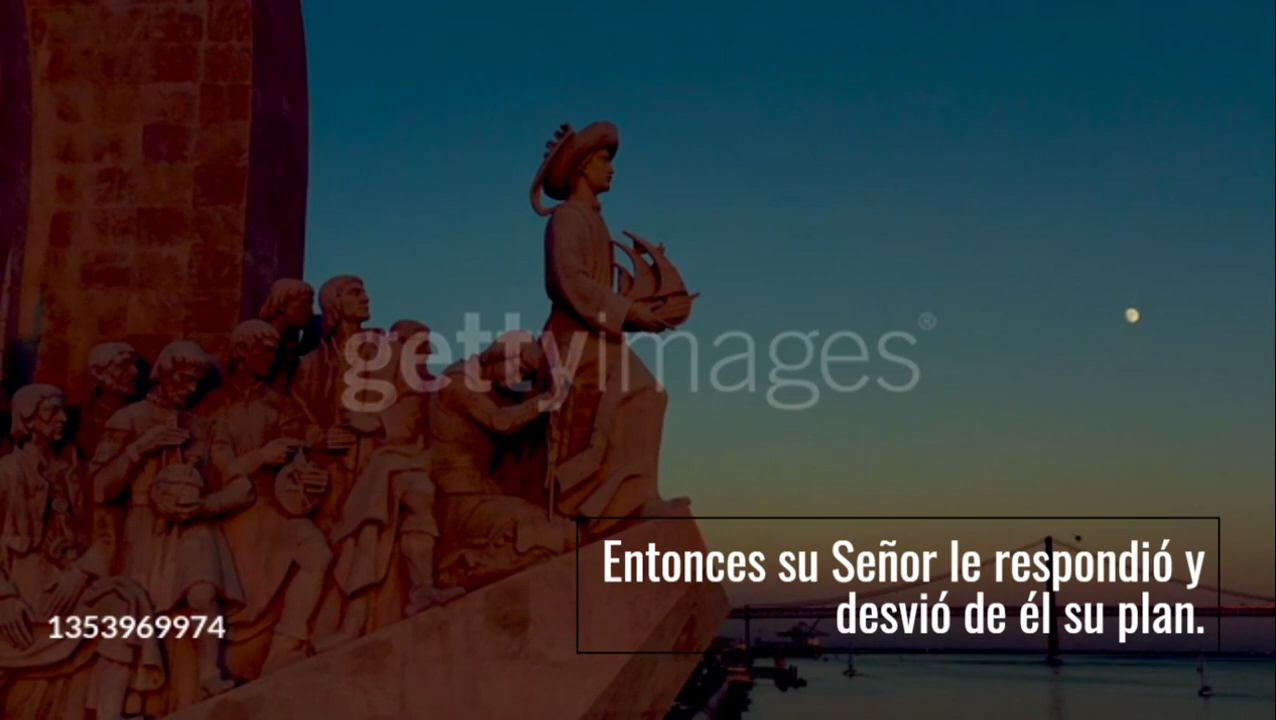 gettyimages®
Entonces su Señor le respondió y
desvió de él su plan.
1353969974